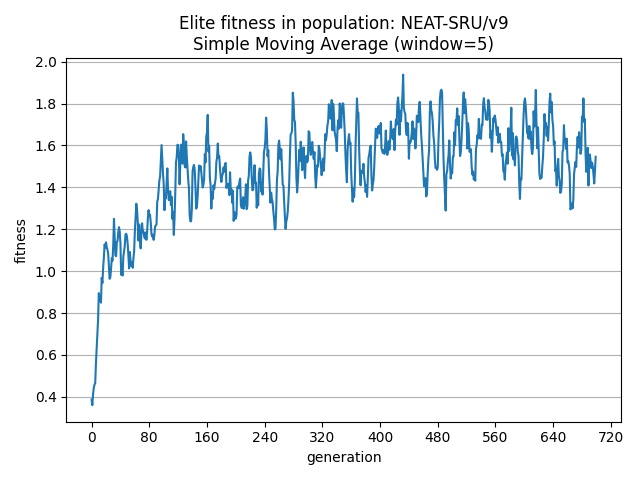 Elite fitness in population: NEAT-SRU/v9
Simple Moving Average (window=5)
2.0
1.8
1.6
1.4
1.2
1.0
0.8
0.6
0.4
fitness
0 80 160 240 320 400 480 560 640 720
generation